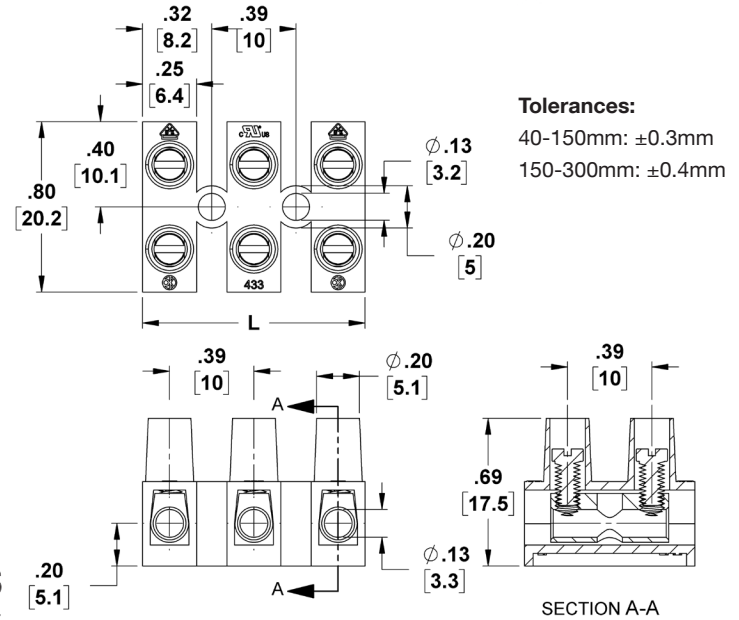 .32
[8.2]
.39
[10]
.25
[6.4]
.40
[10.1]
.80
[20.2]
c US
433
L
Ø.13
[3.2]
Ø.20
[5]
Tolerances:
40-150mm: ±0.3mm
150-300mm: ±0.4mm
.39
[10]
Ø.20
[5.1]
A
A
.20
[5.1]
Ø.13
[3.3]
.39
[10]
.69
[17.5]
SECTION A-A